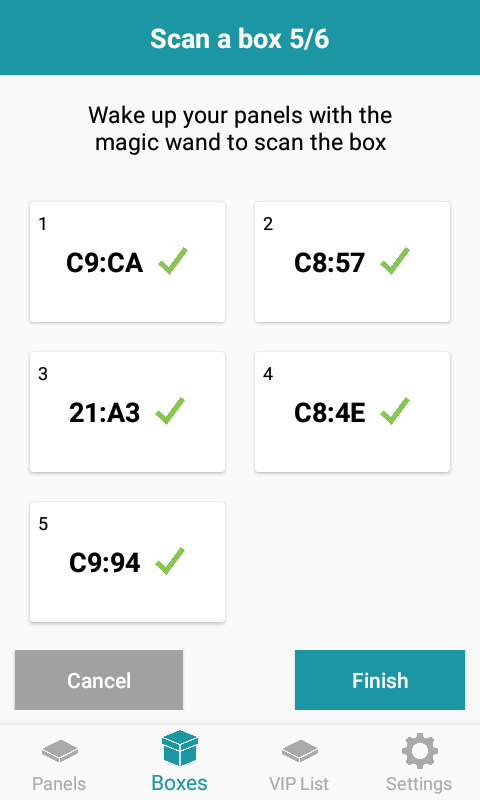 Scan a box 5/6
Wake up your panels with the
magic wand to scan the box
1
C9:CA
2
C8:57
3
21:A3
4
C8:4E
5
C9:94
Cancel
Finish
Panels
Boxes
VIP List
Settings